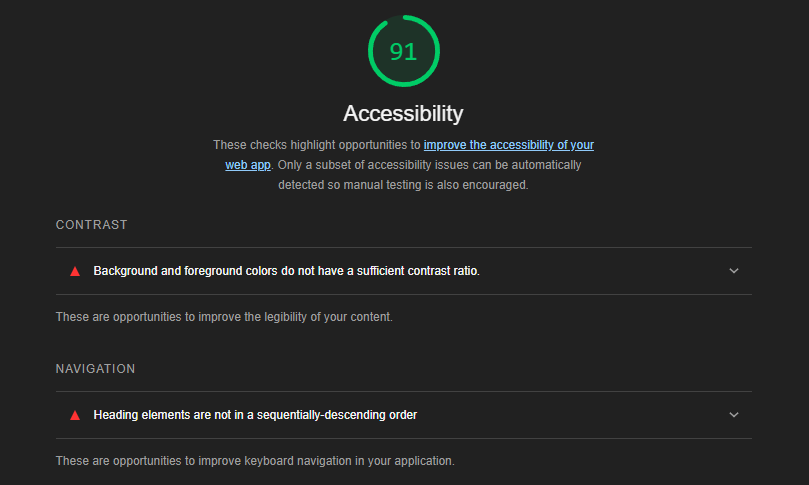 91
Accessibility
These checks highlight opportunities to improve the accessibility of your
web app. Only a subset of accessibility issues can be automatically
detected so manual testing is also encouraged.
CONTRAST
Background and foreground colors do not have a sufficient contrast ratio.
These are opportunities to improve the legibility of your content.
NAVIGATION
Heading elements are not in a sequentially-descending order
These are opportunities to improve keyboard navigation in your application.